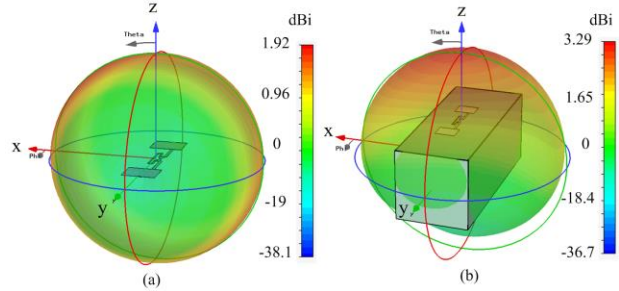 dBi
z
Theta
1.92
0.96
x
Phi
0
y
-19
-38.1
(a)
dBi
z
Theta
3.29
1.65
x
Phi
0
y
-18.4
-36.7
(b)